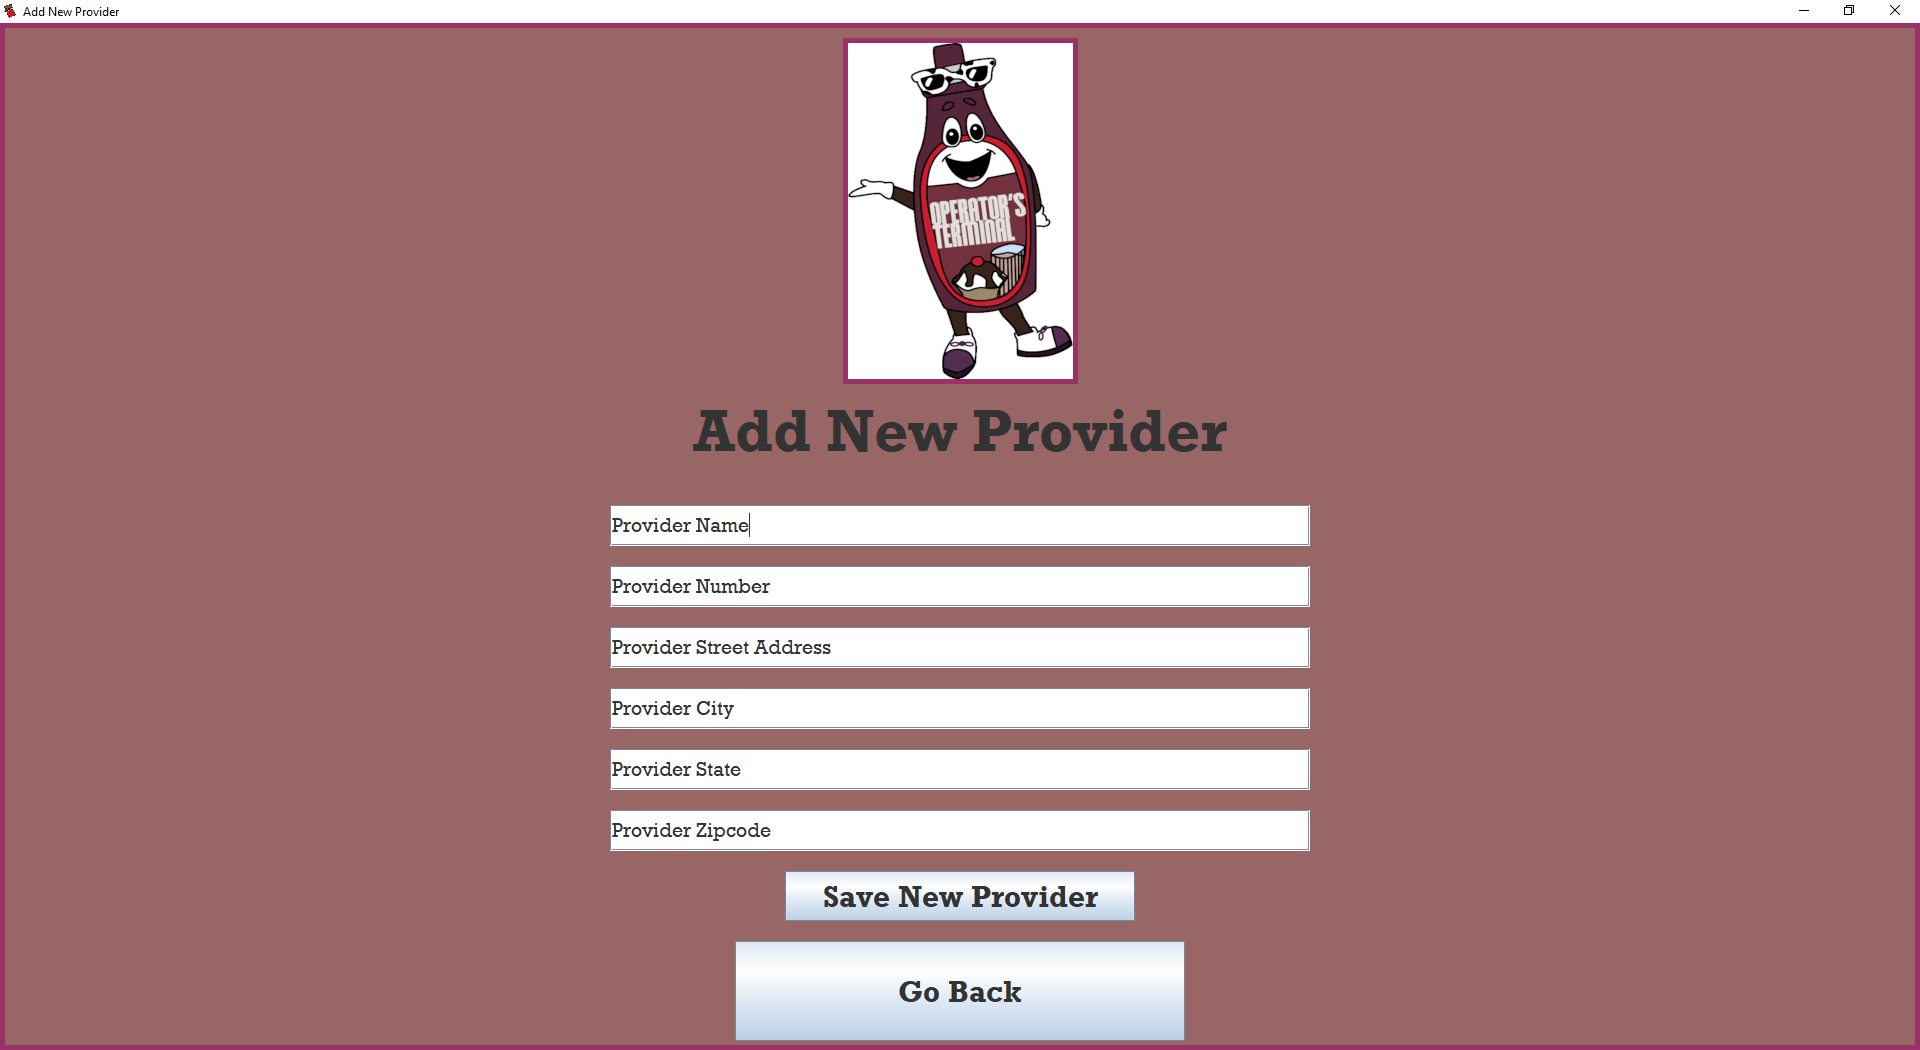 Add New Provider
OPERATOR'S
TERMINAL
Add New Provider
Provider Name
Provider Number
Provider Street Address
Provider City
Provider State
Provider Zipcode
Save New Provider
Go Back